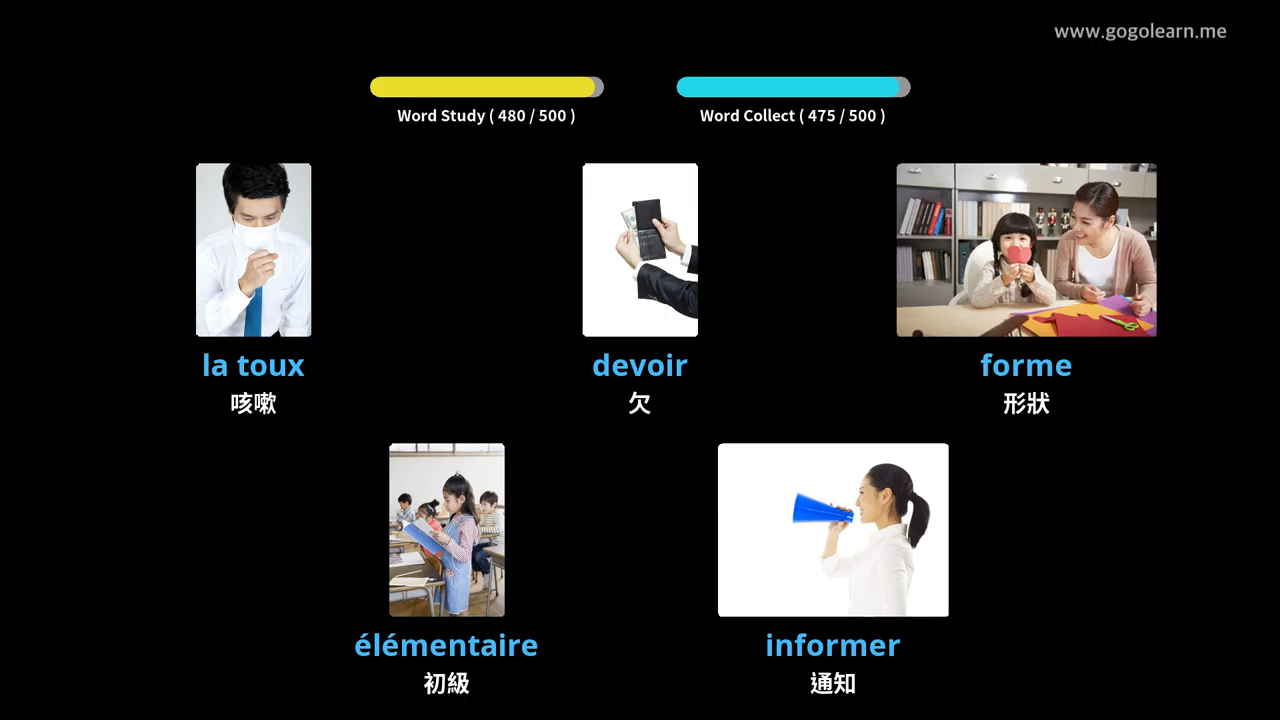 www.gogolearn.me
Word Study ( 480 / 500 )
Word Collect ( 475 / 500 )
la toux
咳嗽
devoir
欠
forme
形狀
élémentaire
初級
informer
通知